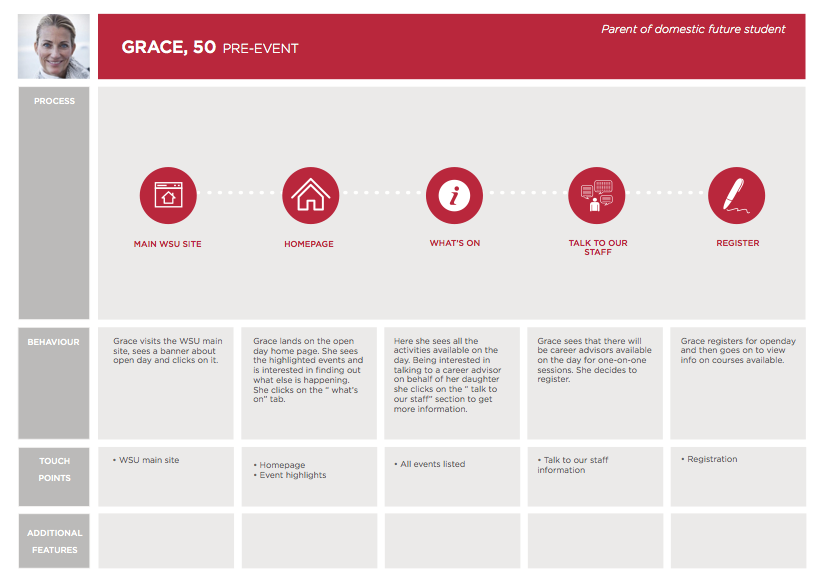 GRACE, 50 PRE-EVENT
Parent of domestic future student
PROCESS
MAIN WSU SITE
HOMEPAGE
i
WHAT'S ON
TALK TO OUR
STAFF
REGISTER
BEHAVIOUR
Grace visits the WSU main
site, sees a banner about
open day and clicks on it.
Grace lands on the open
day home page. She sees
the highlighted events and
is interested in finding out
what else is happening.
She clicks on the " what's
on" tab.
Here she sees all the
activities available on the
day. Being interested in
talking to a career advisor
on behalf of her daughter
she clicks on the " talk to
our staff" section to get
more information.
Grace sees that there will
be career advisors available
on the day for one-on-one
sessions. She decides to
register.
Grace registers for openday
and then goes on to view
info on courses available.
TOUCH
POINTS
• WSU main site
• Homepage
• Event highlights
• All events listed
• Talk to our staff
information
• Registration
ADDITIONAL
FEATURES